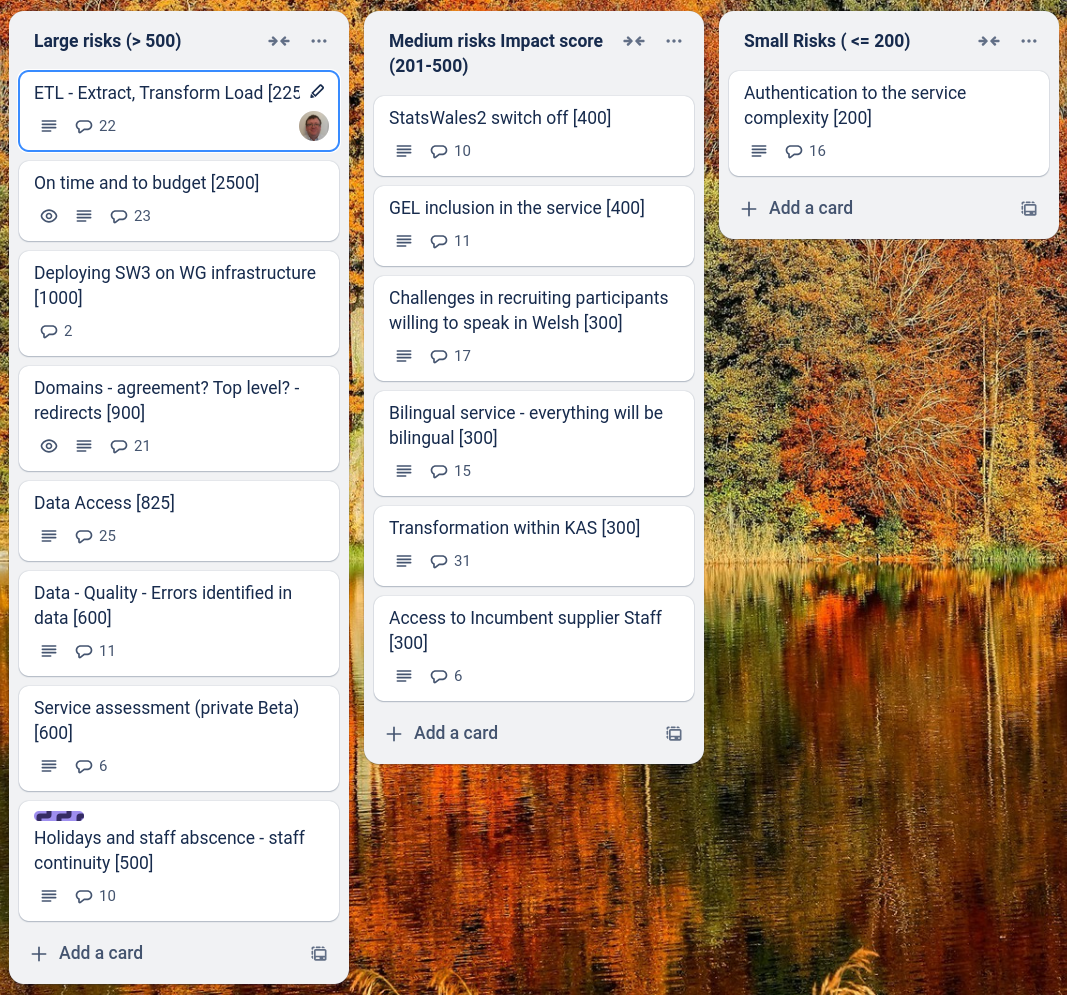 Large risks (> 500)
ETL - Extract, Transform Load [225
22
On time and to budget [2500]
23
Deploying SW3 on WG infrastructure
[1000]
2
Domains - agreement? Top level? -
redirects [900]
21
Data Access [825]
25
Data - Quality - Errors identified in
data [600]
11
Service assessment (private Beta)
[600]
6
Holidays and staff abscence - staff
continuity [500]
10
Add a card
Medium risks Impact score
(201-500)
StatsWales2 switch off [400]
10
GEL inclusion in the service [400]
11
Challenges in recruiting participants
willing to speak in Welsh [300]
17
Bilingual service - everything will be
bilingual [300]
15
Transformation within KAS [300]
31
Access to Incumbent supplier Staff
[300]
6
Add a card
Small Risks ( <= 200)
Authentication to the service
complexity [200]
16
Add a card